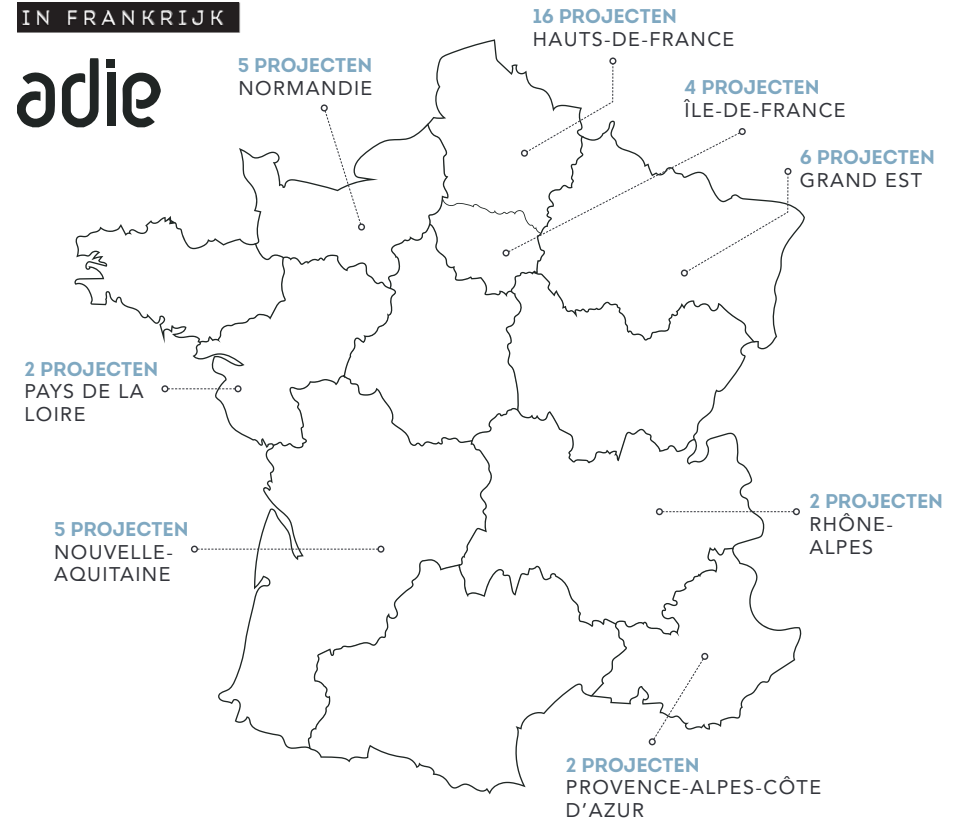 IN FRANKRIJK
adie
16 PROJECTEN
HAUTS-DE-FRANCE
5 PROJECTEN
NORMANDIE
4 PROJECTEN
ÎLE-DE-FRANCE
6 PROJECTEN
GRAND EST
2 PROJECTEN
PAYS DE LA
LOIRE
2 PROJECTEN
RHÔNE-
ALPES
5 PROJECTEN
NOUVELLE-
AQUITAINE
2 PROJECTEN
PROVENCE-ALPES-CÔTE
D’AZUR